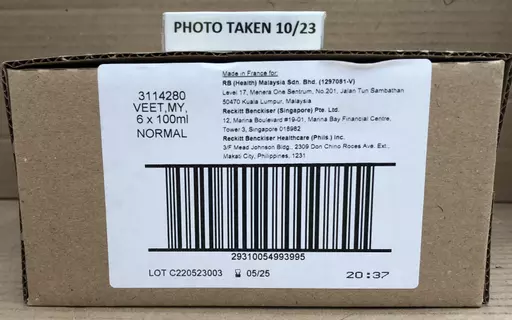 PHOTO TAKEN 10/23
3114280
VEET,MY,
6 x 100ml
NORMAL
Made in France for:
RB (Health) Malaysia Sdn. Bhd. (1297081-V)
Level 17, Menara One Sentrum, No.201, Jalan Tun Sambathan
50470 Kuala Lumpur, Malaysia
Reckitt Benckiser (Singapore) Pte. Ltd.
12, Marina Boulevard #19-01, Marina Bay Financial Centre,
Tower 3, Singapore 018982
Reckitt Benckiser Healthcare (Phils.) Inc.
3/F Mead Johnson Bldg., 2309 Don Chino Roces Ave. Ext.,
Makati City, Philippines, 1231
29310054993995
LOT C220523003 05/25
20:37